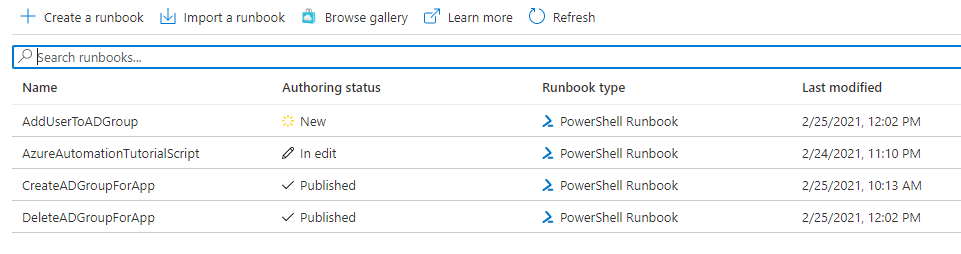 Create a runbook Import a runbook Browse gallery Learn more Refresh
Search runbooks...
Name Authoring status Runbook type Last modified
AddUserToADGroup New PowerShell Runbook 2/25/2021, 12:02 PM
AzureAutomationTutorialScript In edit PowerShell Runbook 2/24/2021, 11:10 PM
CreateADGroupForApp Published PowerShell Runbook 2/25/2021, 10:13 AM
DeleteADGroupForApp Published PowerShell Runbook 2/25/2021, 12:02 PM